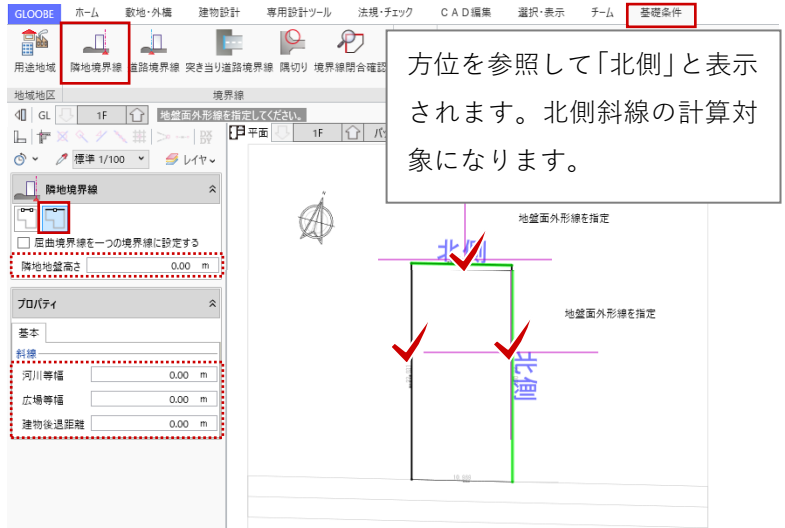 GLOOBE ホーム 敷地・外構 建物設計 専用設計ツール 法規・チェック CAD編集 選択・表示 チーム 基礎条件
用途地域 隣地境界線 道路境界線 突き当り道路境界線 隅切り 境界線閉合確認
地域地区 境界線
方位を参照して「北側」と表示
されます。北側斜線の計算対
象になります。
GL 1F 地盤面外形線を指定してください。
平面 1F
標準 1/100 レイヤ
隣地境界線
屈曲境界線を一つの境界線に設定する
隣地地盤高さ 0.00 m
プロパティ
基本
斜線
河川等幅 0.00 m
広場等幅 0.00 m
建物後退距離 0.00 m
地盤面外形線を指定
北側
地盤面外形線を指定
北側